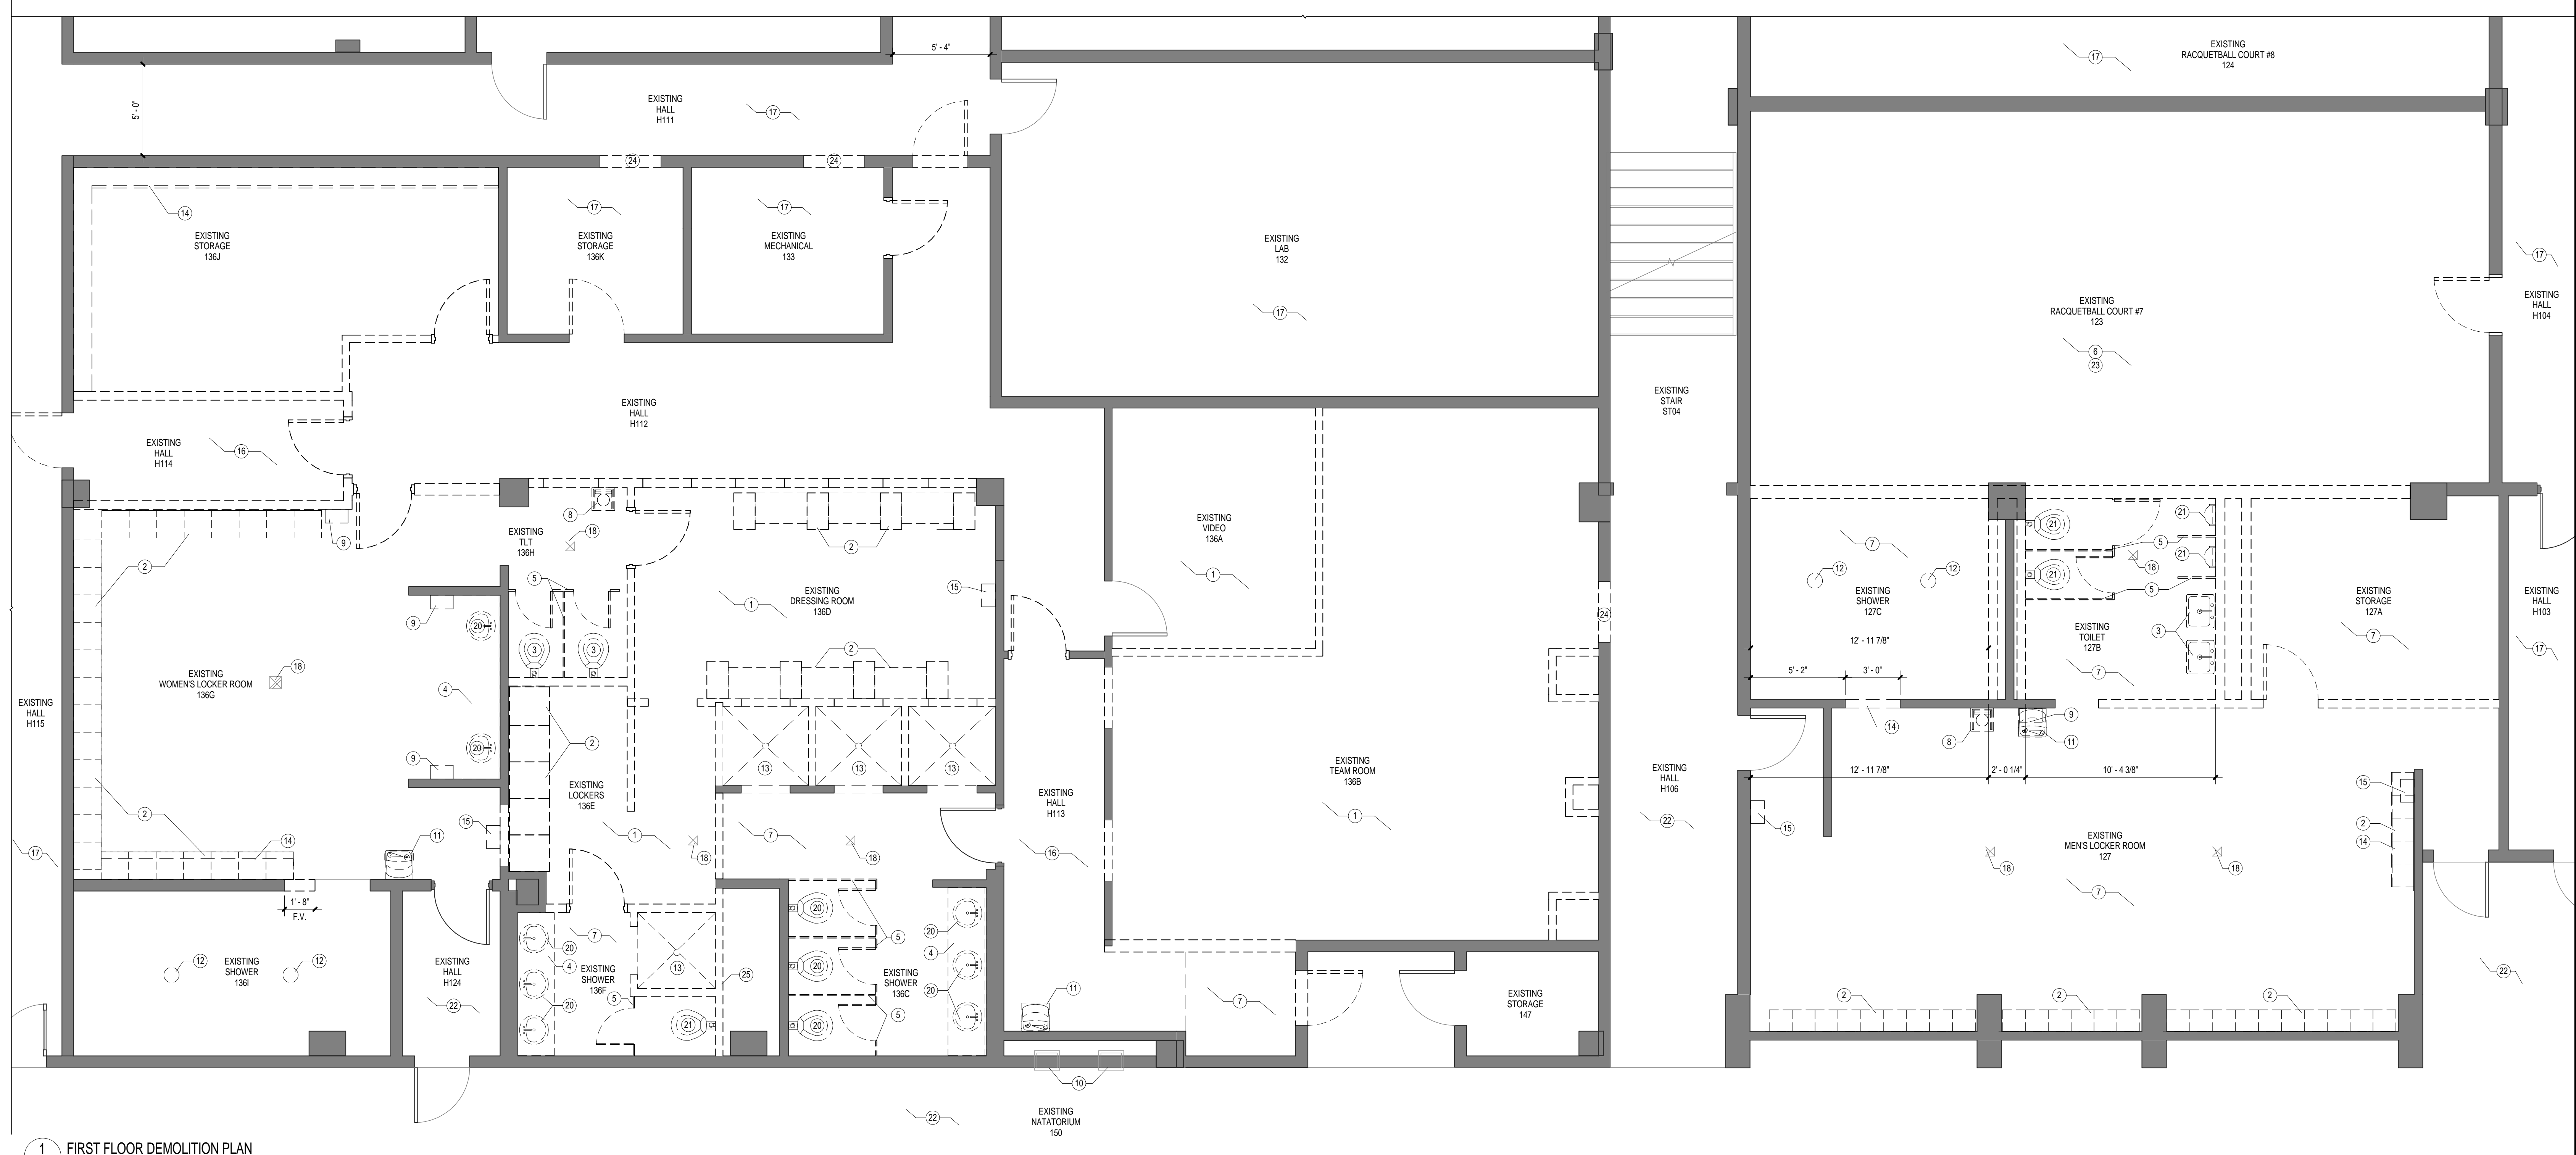 5' - 4"
EXISTING
RACQUETBALL COURT #8
124
17
5' - 0"
EXISTING
HALL
H111
17
24
24
14
17
17
EXISTING
STORAGE
136J
EXISTING
STORAGE
136K
EXISTING
MECHANICAL
133
EXISTING
LAB
132
17
17
EXISTING
HALL
H104
EXISTING
RACQUETBALL COURT #7
123
6
23
EXISTING
STAIR
ST04
EXISTING
HALL
H112
EXISTING
HALL
H114
16
8
18
9
EXISTING
TLT
136H
2
EXISTING
VIDEO
136A
1
2
5
EXISTING
DRESSING ROOM
136D
1
15
24
7
12
12
EXISTING
SHOWER
127C
21
21
21
21
5
18
5
EXISTING
TOILET
127B
3
7
EXISTING
STORAGE
127A
7
EXISTING
HALL
H103
17
9
20
3
3
2
12' - 11 7/8"
5' - 2"
3' - 0"
14
EXISTING
WOMEN'S LOCKER ROOM
136G
18
4
20
9
EXISTING
HALL
H115
17
2
EXISTING
LOCKERS
136E
13
13
13
EXISTING
TEAM ROOM
136B
1
EXISTING
HALL
H106
22
8
9
11
12' - 11 7/8"
2' - 0 1/4"
10' - 4 3/8"
15
15
2
14
EXISTING
MEN'S LOCKER ROOM
127
18
18
7
2
14
11
15
1
18
7
18
EXISTING
HALL
H113
16
1' - 8"
F.V.
12
12
EXISTING
SHOWER
136I
EXISTING
HALL
H124
22
7
20
4
EXISTING
SHOWER
136F
20
5
13
21
25
20
20
20
5
EXISTING
SHOWER
136C
5
20
4
20
11
7
EXISTING
STORAGE
147
2
2
2
22
10
22
EXISTING
NATATORIUM
150
1
FIRST FLOOR DEMOLITION PLAN